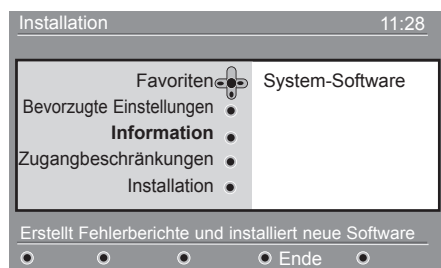 Installation 11:28
Favoriten System-Software
Bevorzugte Einstellungen
Information
Zugangbeschränkungen
Installation
Erstellt Fehlerberichte und installiert neue Software
Ende